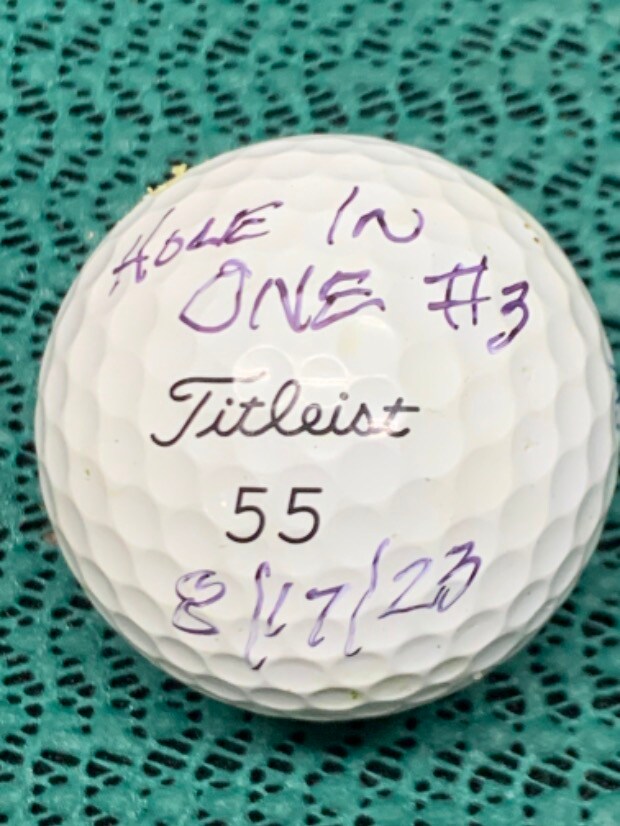 HOLE IN
ONE #3
Titleist
55
8/17/23